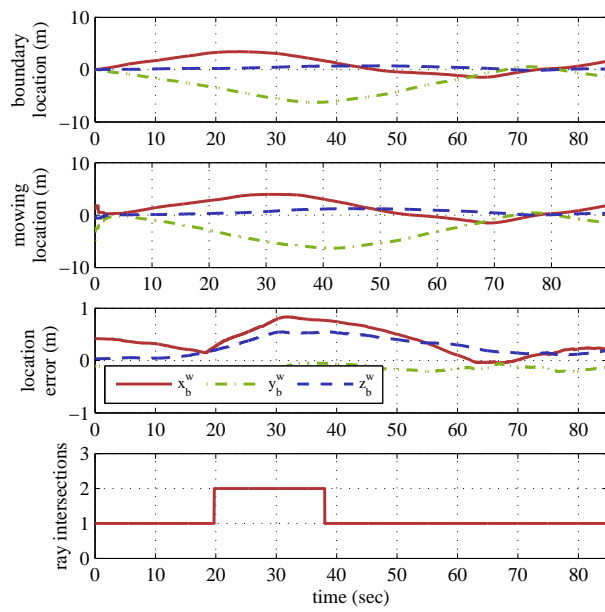 10
0
−10
boundary
location (m)
0 10 20 30 40 50 60 70 80
10
0
−10
mowing
location (m)
0 10 20 30 40 50 60 70 80
1
0
−1
location
error (m)
x_b^w y_b^w z_b^w
0 10 20 30 40 50 60 70 80
3
2
1
0
ray intersections
0 10 20 30 40 50 60 70 80
time (sec)